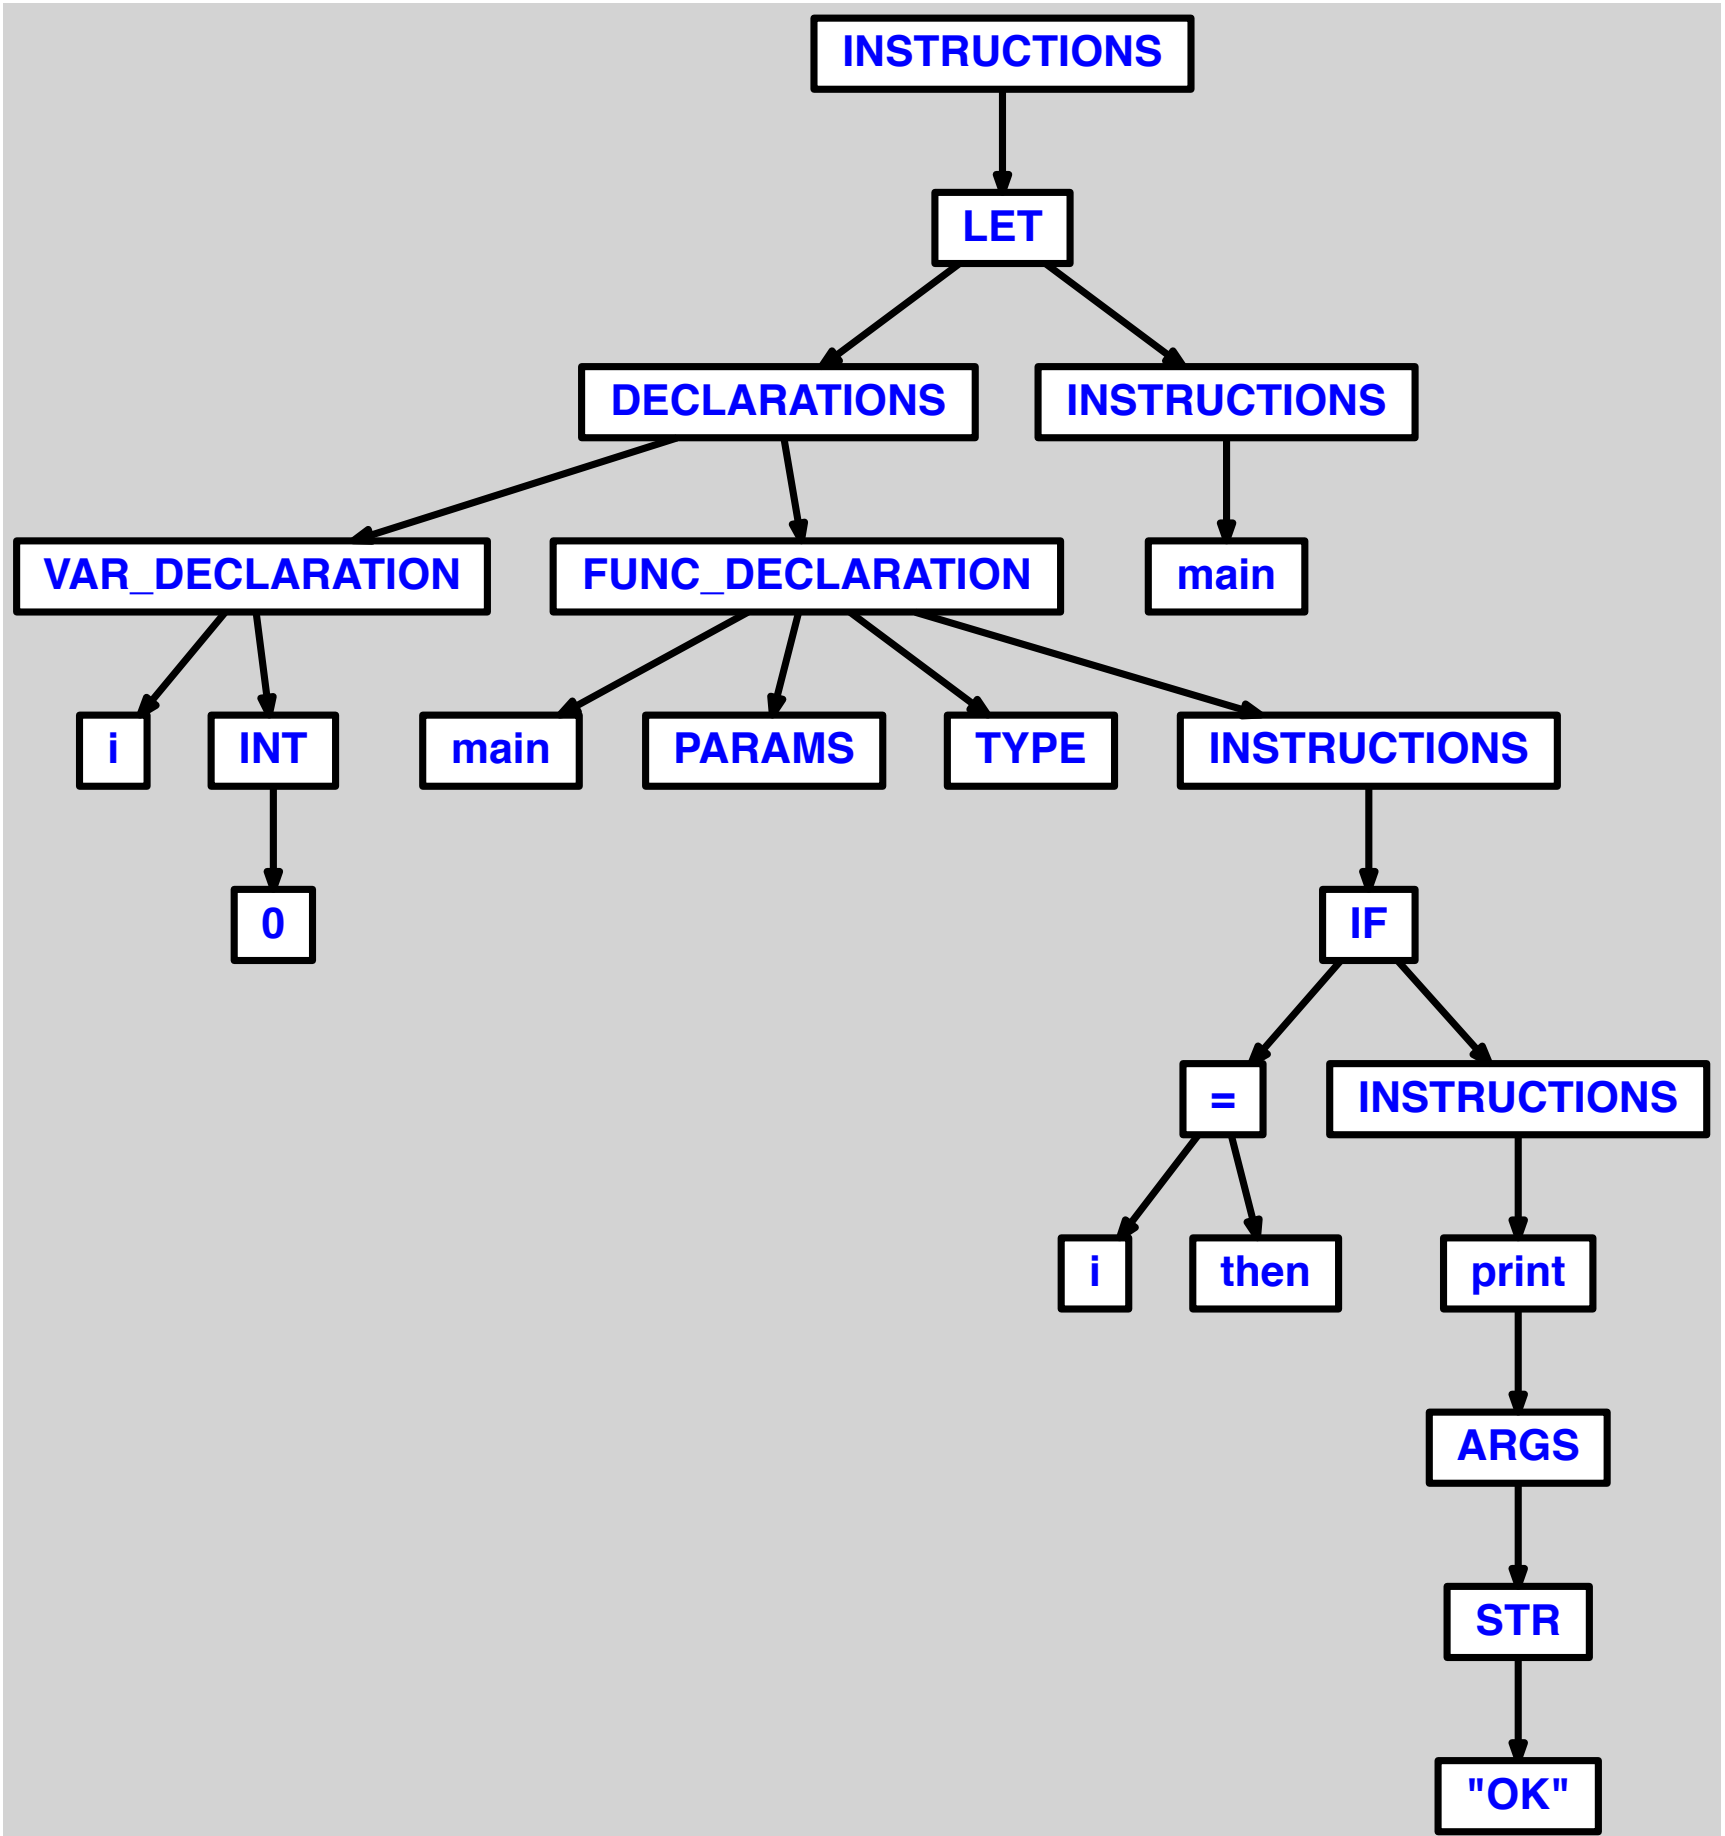 INSTRUCTIONS
LET
DECLARATIONS
INSTRUCTIONS
VAR_DECLARATION
FUNC_DECLARATION
main
i
INT
main
PARAMS
TYPE
INSTRUCTIONS
0
IF
=
INSTRUCTIONS
i
then
print
ARGS
STR
"OK"